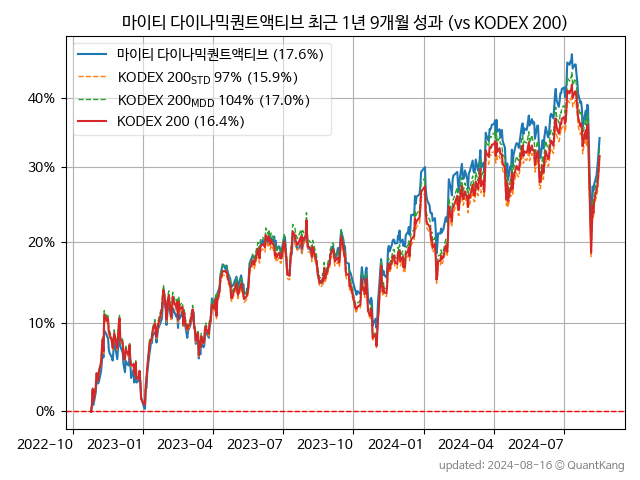 마이티 다이나믹퀀트액티브 최근 1년 9개월 성과 (vs KODEX 200)
마이티 다이나믹퀀트액티브 (17.6%)
KODEX 200STD 97% (15.9%)
KODEX 200MDD 104% (17.0%)
KODEX 200 (16.4%)
40%
30%
20%
10%
0%
2022-10 2023-01 2023-04 2023-07 2023-10 2024-01 2024-04 2024-07
updated: 2024-08-16 © QuantKang